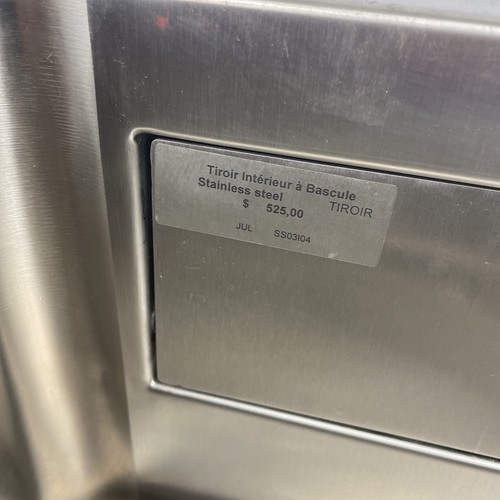 Tiroir Intérieur à Bascule
Stainless steel TIROIR
$ 525,00
JUL SS03I04